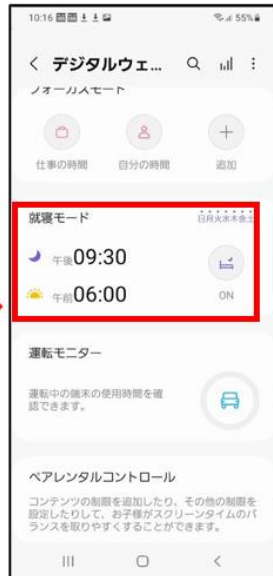 10:16
55%
デジタルウェ...
フォーカスモード
仕事の時間
自分の時間
追加
就寝モード
日月火水木金土
午後09:30
午前06:00
ON
運転モニター
運転中の端末の使用時間を確
認できます。
ペアレンタルコントロール
コンテンツの制限を追加したり、その他の制限を
設定したりして、お子様がスクリーンタイムのバ
ランスを取りやすくすることができます。